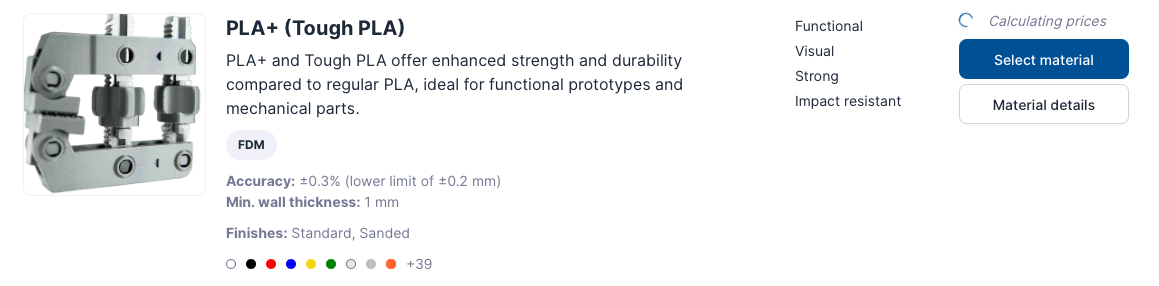 PLA+ (Tough PLA)
PLA+ and Tough PLA offer enhanced strength and durability
compared to regular PLA, ideal for functional prototypes and
mechanical parts.
FDM
Accuracy: ±0.3% (lower limit of ±0.2 mm)
Min. wall thickness: 1 mm
Finishes: Standard, Sanded
+39
Functional
Visual
Strong
Impact resistant
Calculating prices
Select material
Material details